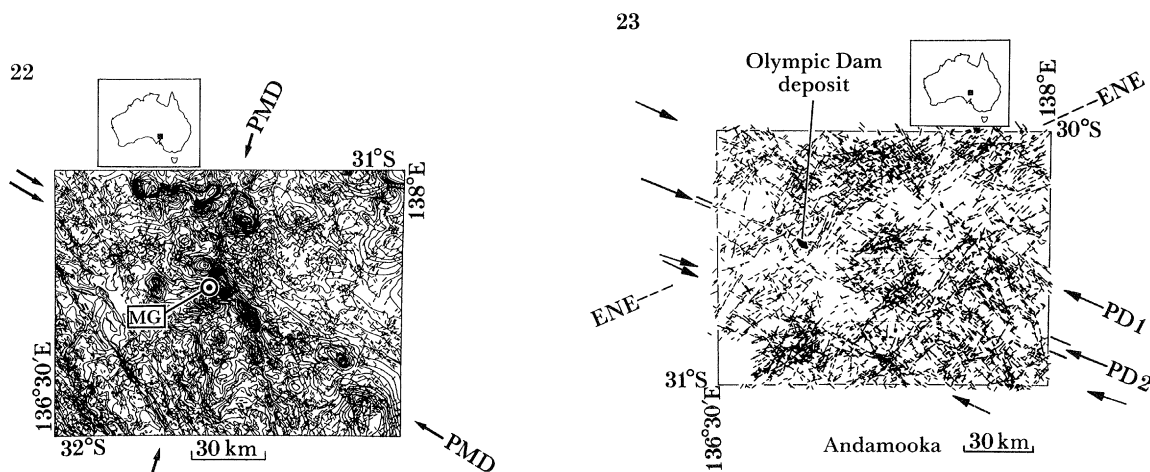 22
PMD
31°S
138°E
MG
136°30′E
32°S
30 km
PMD
23
Olympic Dam
deposit
138°E
ENE
30°S
ENE
PD1
PD2
31°S
136°30′E
Andamooka
30 km